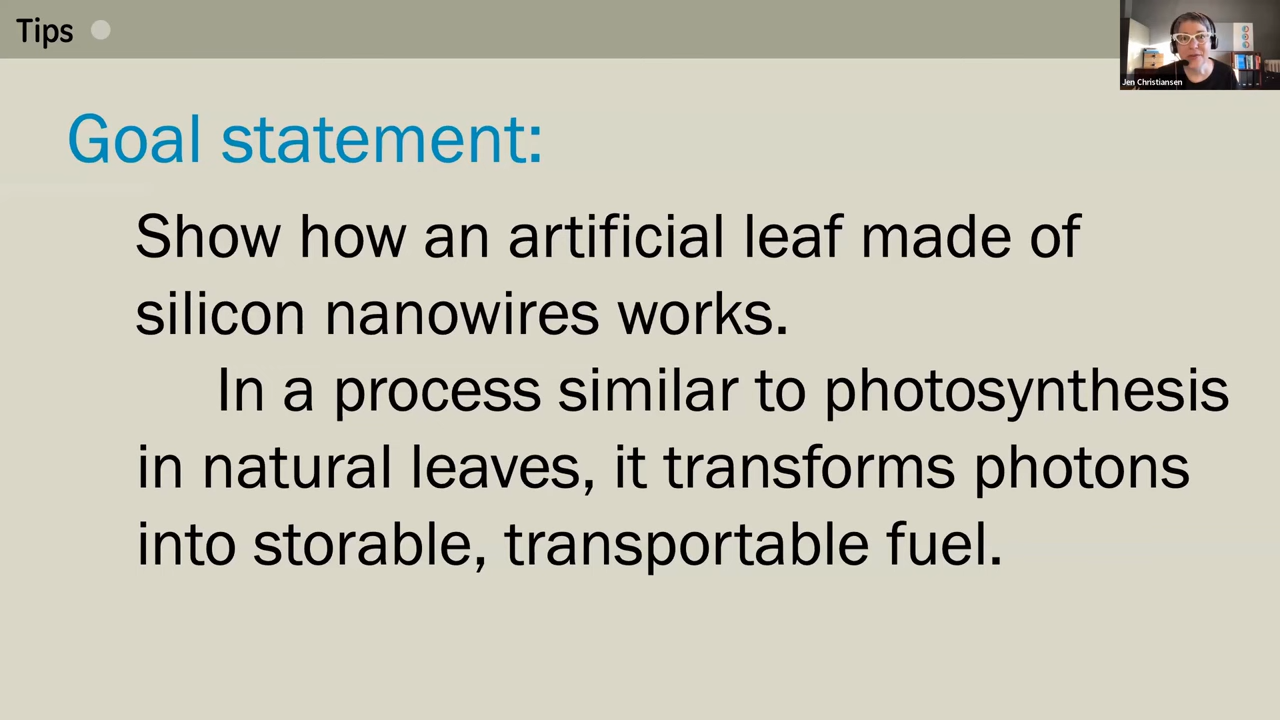 Tips
Jen Christiansen
Goal statement:
Show how an artificial leaf made of
silicon nanowires works.
In a process similar to photosynthesis
in natural leaves, it transforms photons
into storable, transportable fuel.